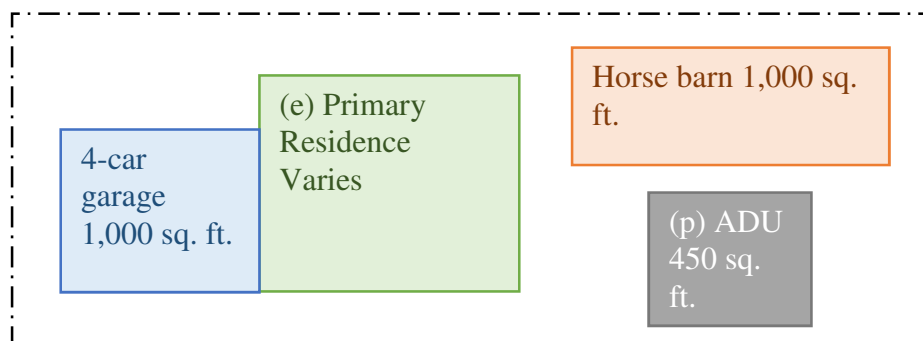 4-car
garage
1,000 sq. ft.
(e) Primary
Residence
Varies
Horse barn 1,000 sq.
ft.
(p) ADU
450 sq.
ft.